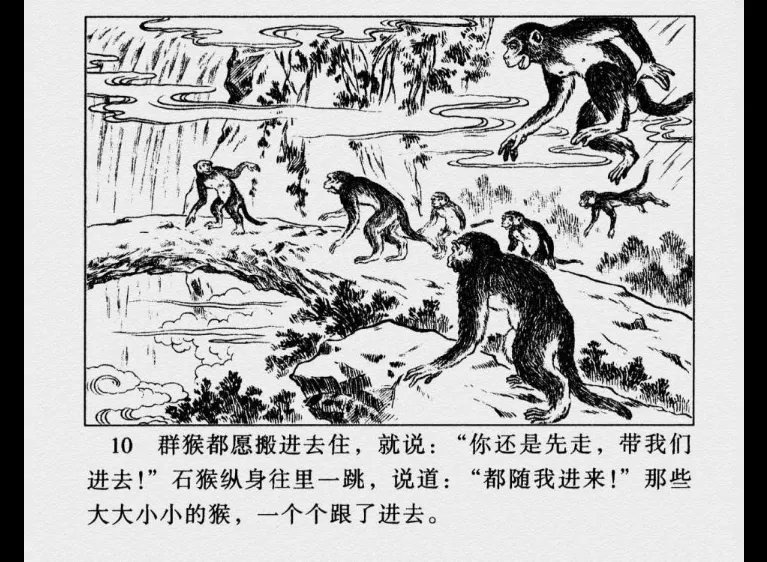 10 群猴都愿搬进去住，就说：“你还是先走，带我们
进去！”石猴纵身往里一跳，说道：“都随我进来！”那些
大大小小的猴，一个个跟了进去。